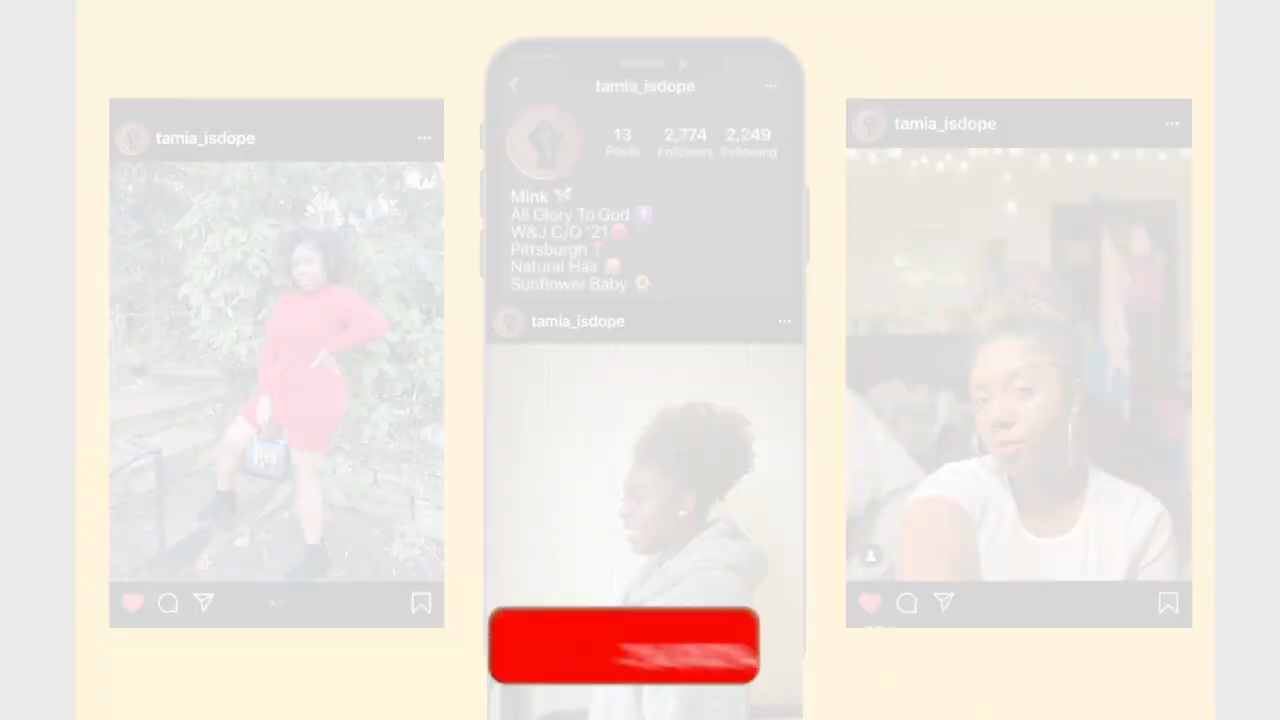 tamia_isdope
tamia_isdope
13 2,774 2,249
Posts Followers Following
Mink
All Glory To God
W&J C/O '21
Pittsburgh
Natural Hair
Sunflower Baby
tamia_isdope
tamia_isdope